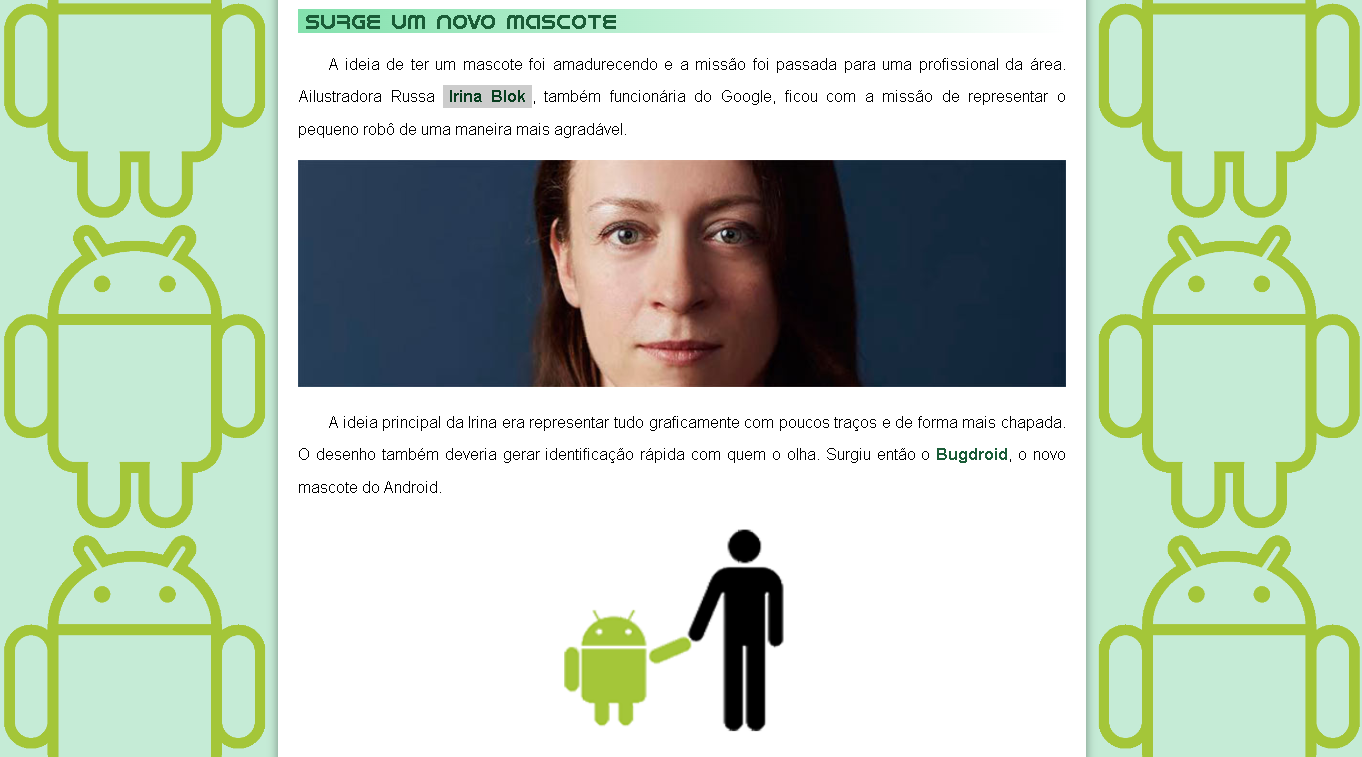 SURGE UM NOVO MASCOTE
A ideia de ter um mascote foi amadurecendo e a missão foi passada para uma profissional da área.
Ailustradora Russa Irina Blok, também funcionária do Google, ficou com a missão de representar o
pequeno robô de uma maneira mais agradável.
A ideia principal da Irina era representar tudo graficamente com poucos traços e de forma mais chapada.
O desenho também deveria gerar identificação rápida com quem o olha. Surgiu então o Bugdroid, o novo
mascote do Android.